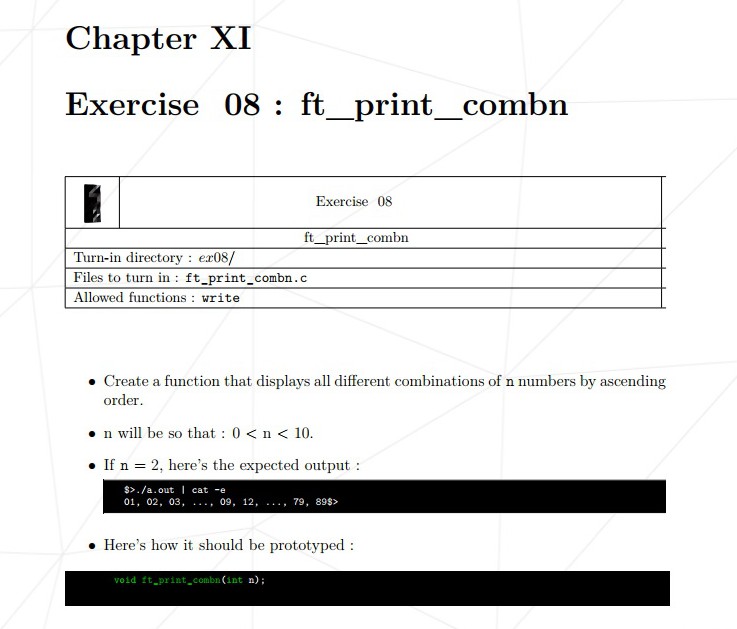 Chapter XI
Exercise 08 : ft_print_combn
Exercise 08
ft_print_combn
Turn-in directory : ex08/
Files to turn in : ft_print_combn.c
Allowed functions : write
• Create a function that displays all different combinations of n numbers by ascending
order.
• n will be so that : 0 < n < 10.
• If n = 2, here's the expected output :
$>./a.out | cat -e
01, 02, 03, ..., 09, 12, ..., 79, 89$>
• Here's how it should be prototyped :
void ft_print_combn(int n);